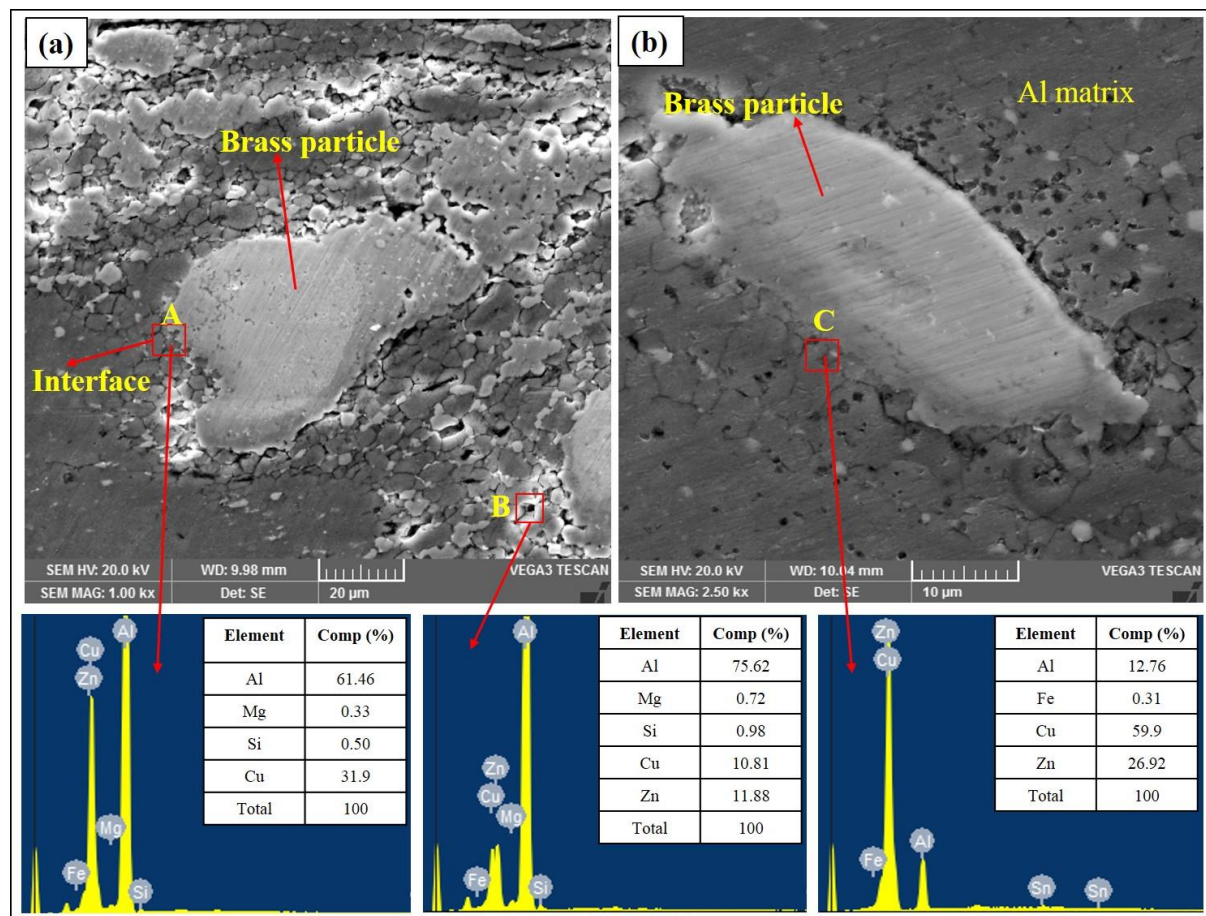 (a)
Brass particle
A
Interface
B
SEM HV: 20.0 kV WD: 9.98 mm VEGA3 TESCAN
SEM MAG: 1.00 kx Det: SE 20 µm
(b)
Al matrix
Brass particle
C
SEM HV: 20.0 kV WD: 10.04 mm VEGA3 TESCAN
SEM MAG: 2.50 kx Det: SE 10 µm
Cu
Zn
Al
Mg
Fe
Si
Element Comp (%)
Al 61.46
Mg 0.33
Si 0.50
Cu 31.9
Total 100
Al
Zn
Cu
Mg
Fe
Si
Element Comp (%)
Al 75.62
Mg 0.72
Si 0.98
Cu 10.81
Zn 11.88
Total 100
Zn
Cu
Fe
Al
Sn
Sn
Element Comp (%)
Al 12.76
Fe 0.31
Cu 59.9
Zn 26.92
Total 100